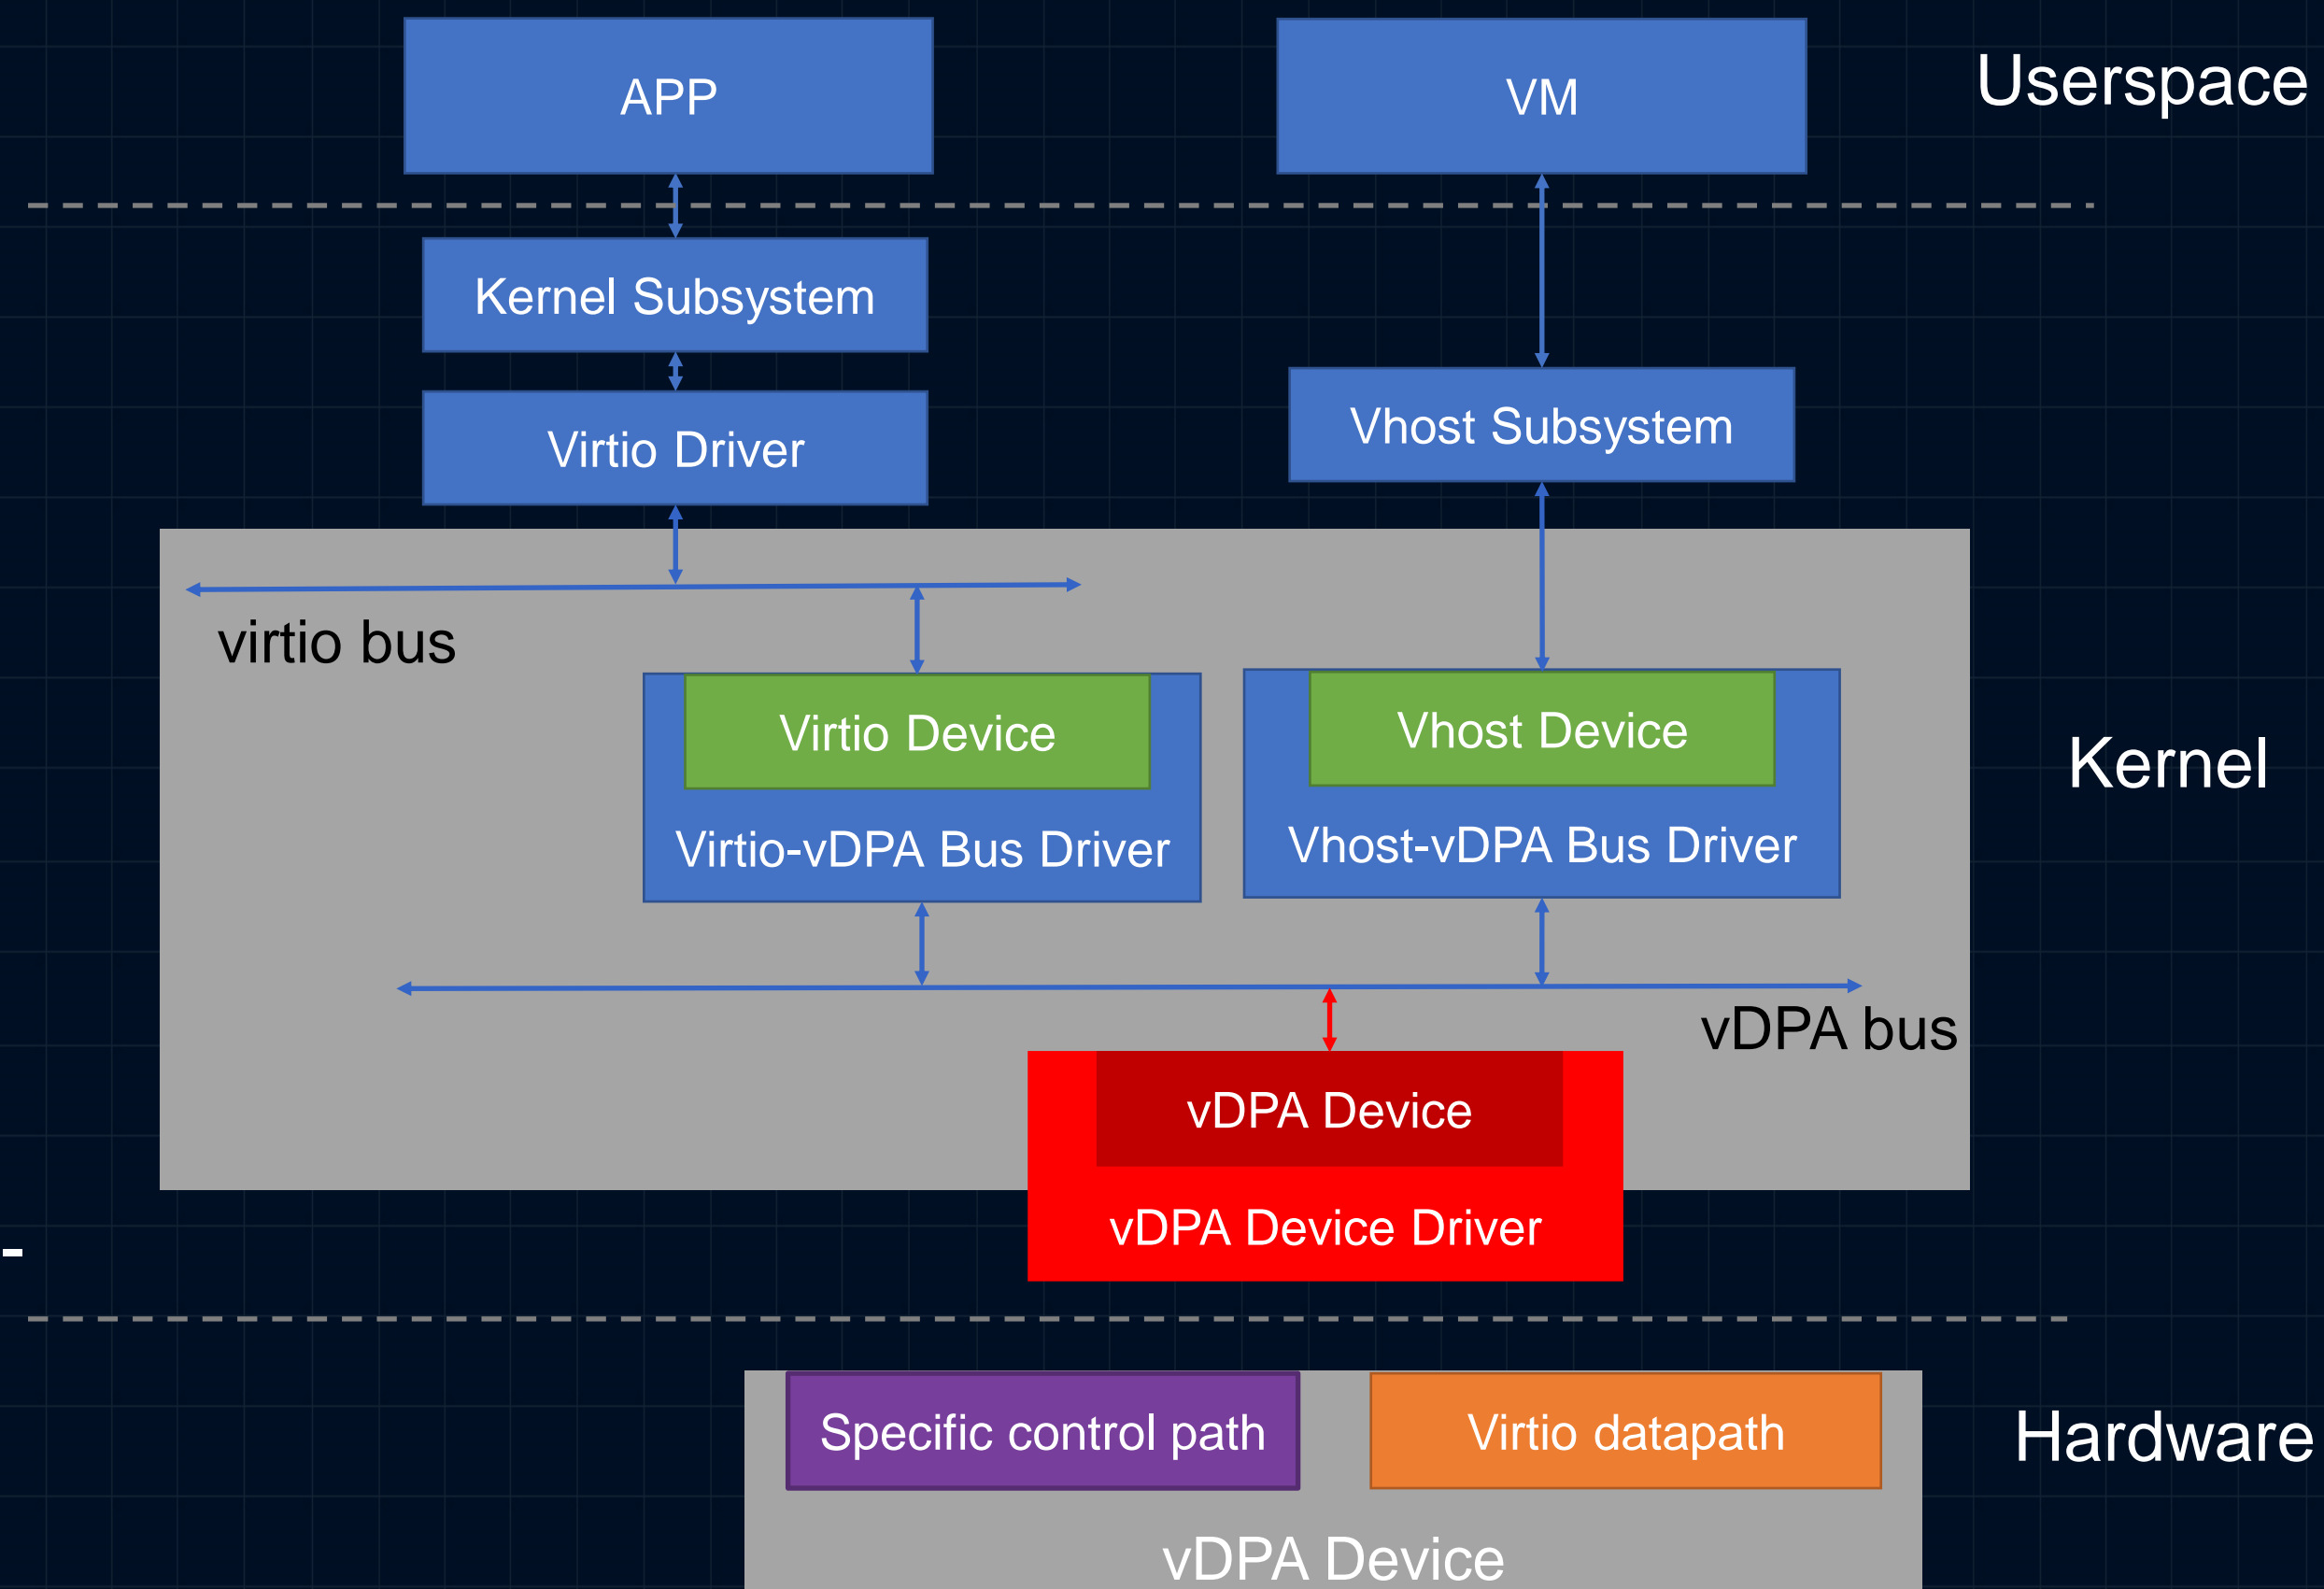 APP
VM
Userspace
Kernel Subsystem
Virtio Driver
Vhost Subsystem
virtio bus
Virtio Device
Vhost Device
Kernel
Virtio-vDPA Bus Driver
Vhost-vDPA Bus Driver
vDPA bus
vDPA Device
vDPA Device Driver
-
Specific control path
Virtio datapath
Hardware
vDPA Device